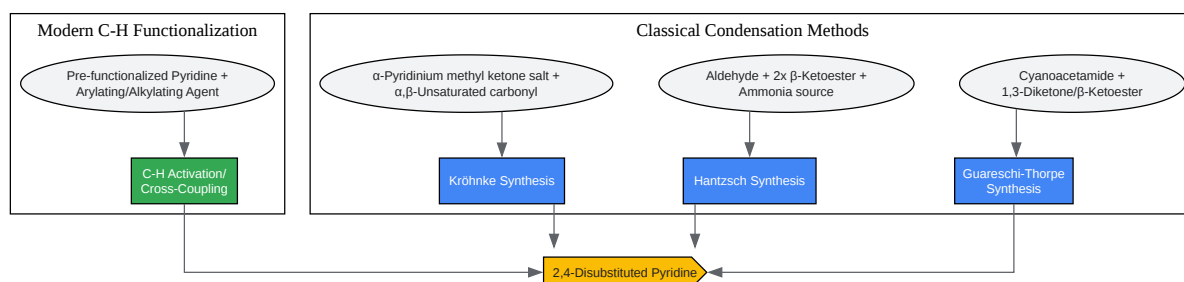 Modern C-H Functionalization
Pre-functionalized Pyridine +
Arylating/Alkylating Agent
C-H Activation/
Cross-Coupling
Classical Condensation Methods
α-Pyridinium methyl ketone salt +
α,β-Unsaturated carbonyl
Aldehyde + 2x β-Ketoester +
Ammonia source
Cyanoacetamide +
1,3-Diketone/β-Ketoester
Kröhnke Synthesis
Hantzsch Synthesis
Guareschi-Thorpe
Synthesis
2,4-Disubstituted Pyridine